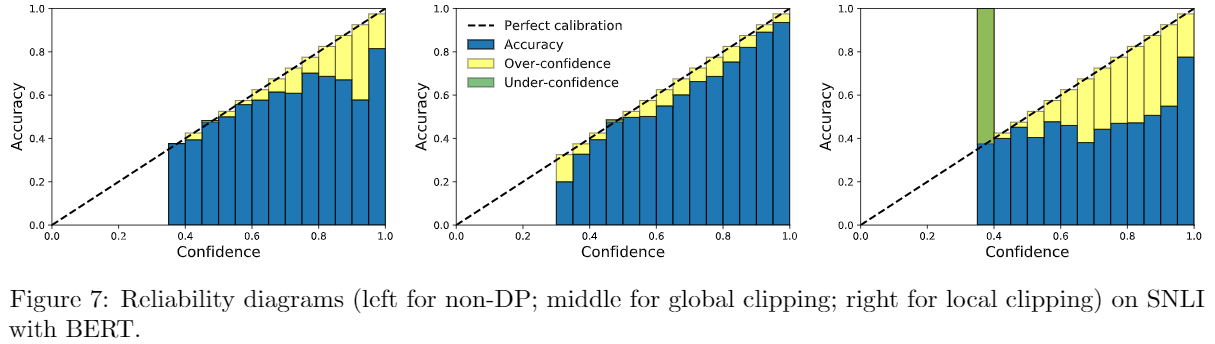 1.0
0.8
0.6
0.4
0.2
0.0
Accuracy
0.0 0.2 0.4 0.6 0.8 1.0
Confidence
1.0
0.8
0.6
0.4
0.2
0.0
Accuracy
Perfect calibration
Accuracy
Over-confidence
Under-confidence
0.0 0.2 0.4 0.6 0.8 1.0
Confidence
1.0
0.8
0.6
0.4
0.2
0.0
Accuracy
0.0 0.2 0.4 0.6 0.8 1.0
Confidence
Figure 7: Reliability diagrams (left for non-DP; middle for global clipping; right for local clipping) on SNLI
with BERT.